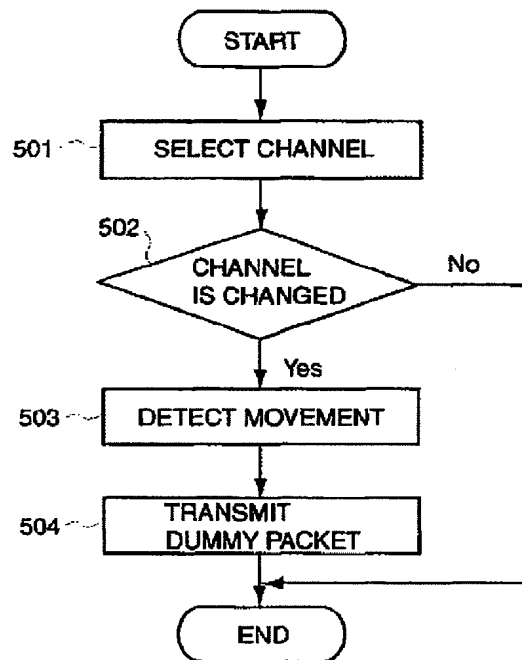 START
501
SELECT CHANNEL
502
CHANNEL
IS CHANGED
No
Yes
503
DETECT MOVEMENT
504
TRANSMIT
DUMMY PACKET
END